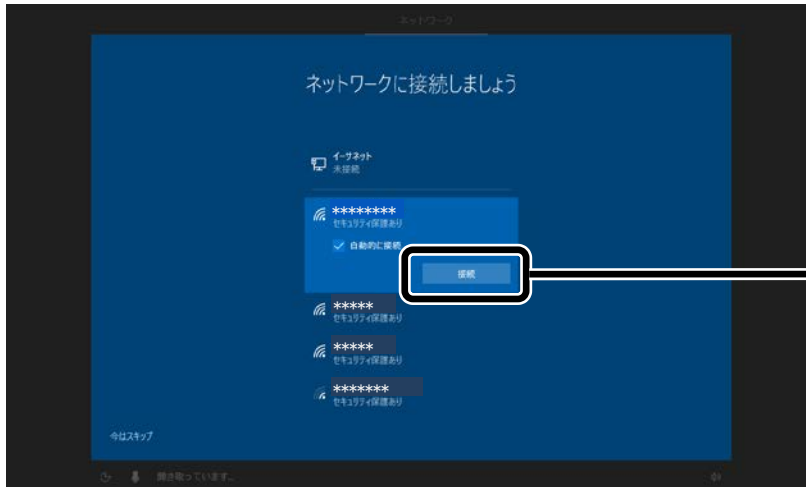 ネットワーク
ネットワークに接続しましょう
イーサネット
未接続
********
セキュリティ保護あり
自動的に接続
接続
*****
セキュリティ保護あり
*****
セキュリティ保護あり
*******
セキュリティ保護あり
今はスキップ
聞き取っています...